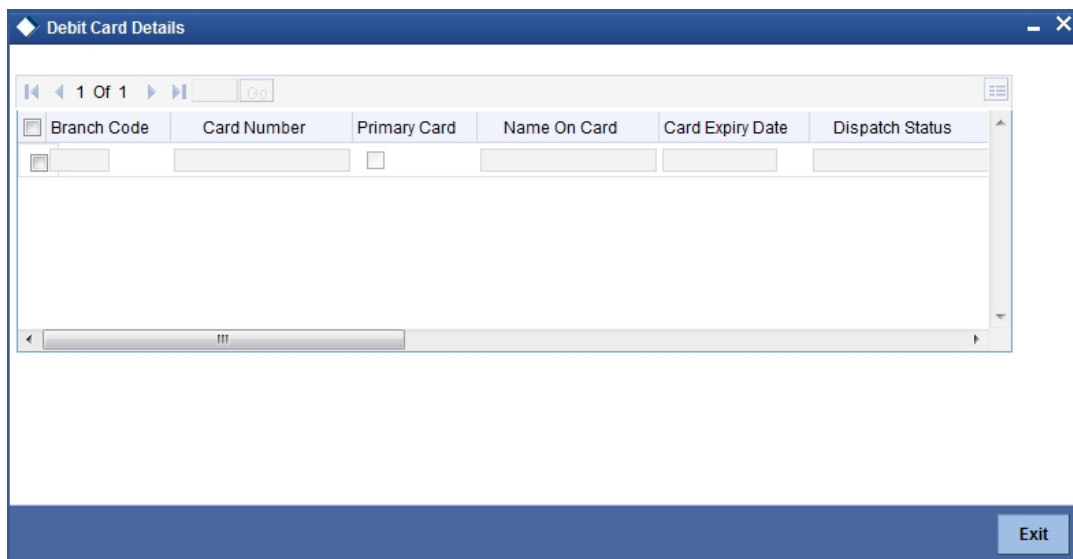 Debit Card Details
1 Of 1 Go
Branch Code Card Number Primary Card Name On Card Card Expiry Date Dispatch Status
Exit